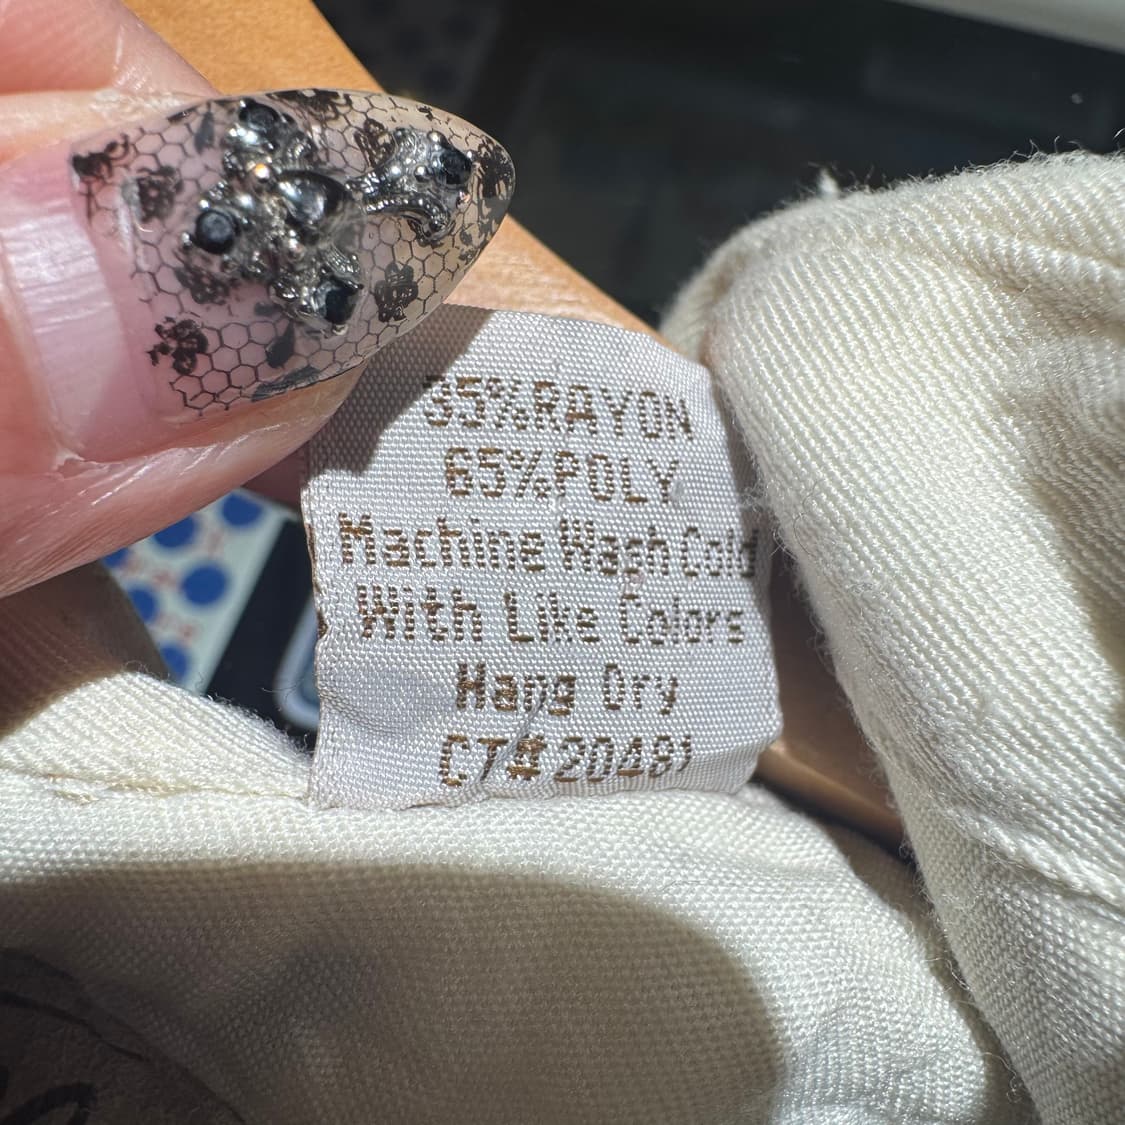 35%RAYON
65%POLY
Machine Wash Cold
With Like Colors
Hang Dry
CT# 20481